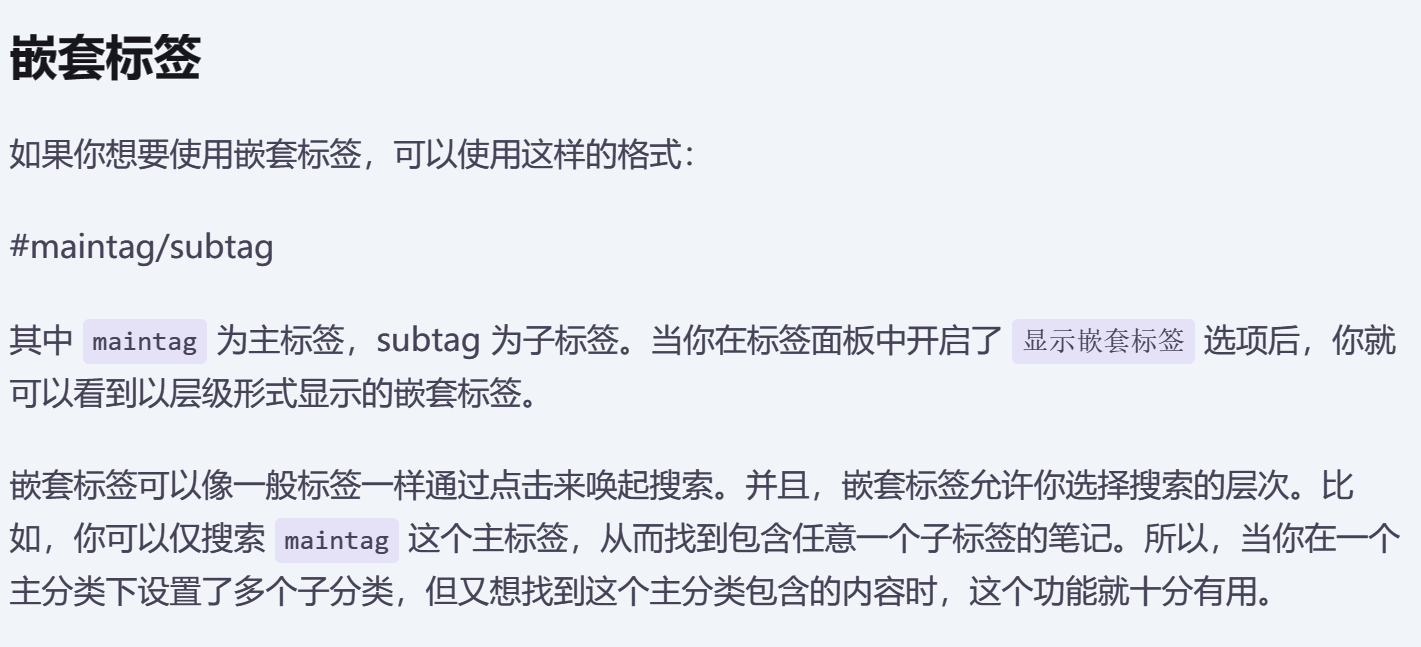 嵌套标签
如果你想要使用嵌套标签，可以使用这样的格式：
#maintag/subtag
其中 maintag 为主标签，subtag 为子标签。当你在标签面板中开启了 显示嵌套标签 选项后，你就
可以看到以层级形式显示的嵌套标签。
嵌套标签可以像一般标签一样通过点击来唤起搜索。并且，嵌套标签允许你选择搜索的层次。比
如，你可以仅搜索 maintag 这个主标签，从而找到包含任意一个子标签的笔记。所以，当你在一个
主分类下设置了多个子分类，但又想找到这个主分类包含的内容时，这个功能就十分有用。